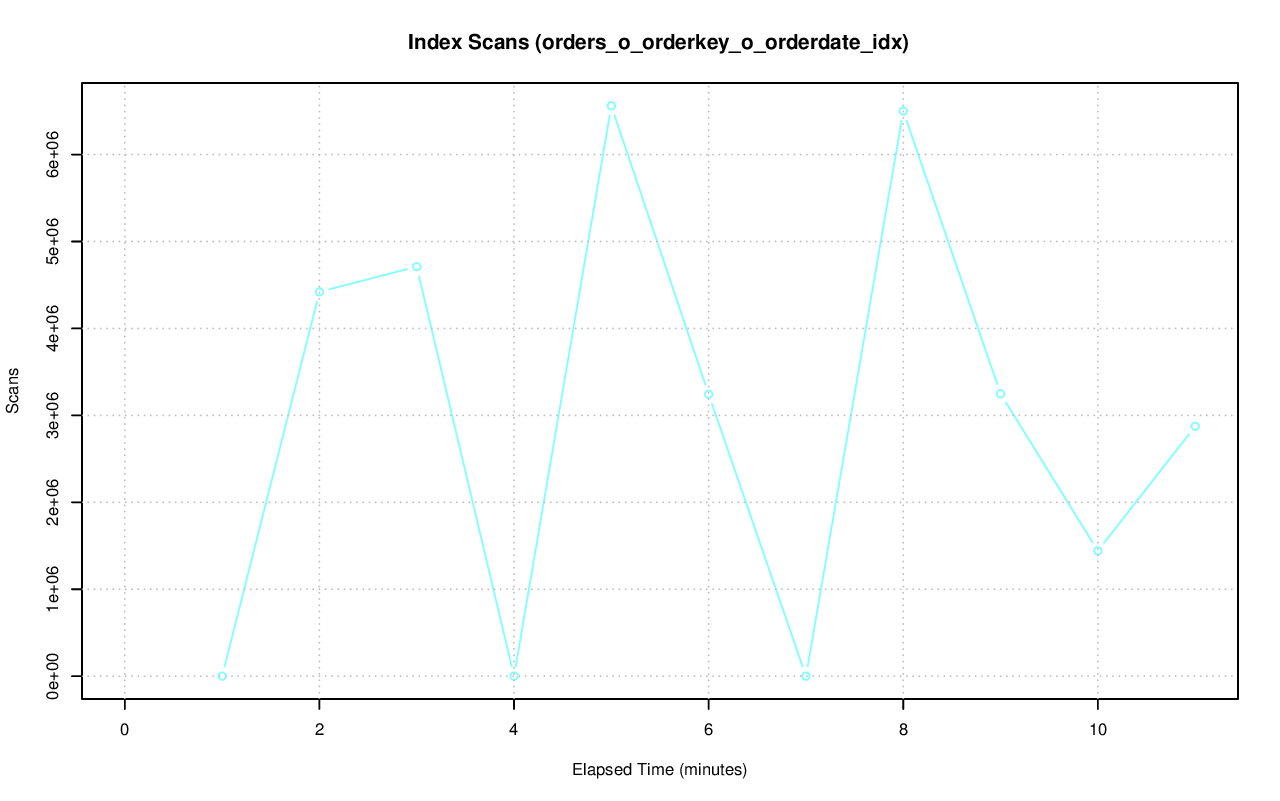 Index Scans (orders_o_orderkey_o_orderdate_idx)
6e+06
5e+06
4e+06
3e+06
2e+06
1e+06
0e+00
Scans
0 2 4 6 8 10
Elapsed Time (minutes)